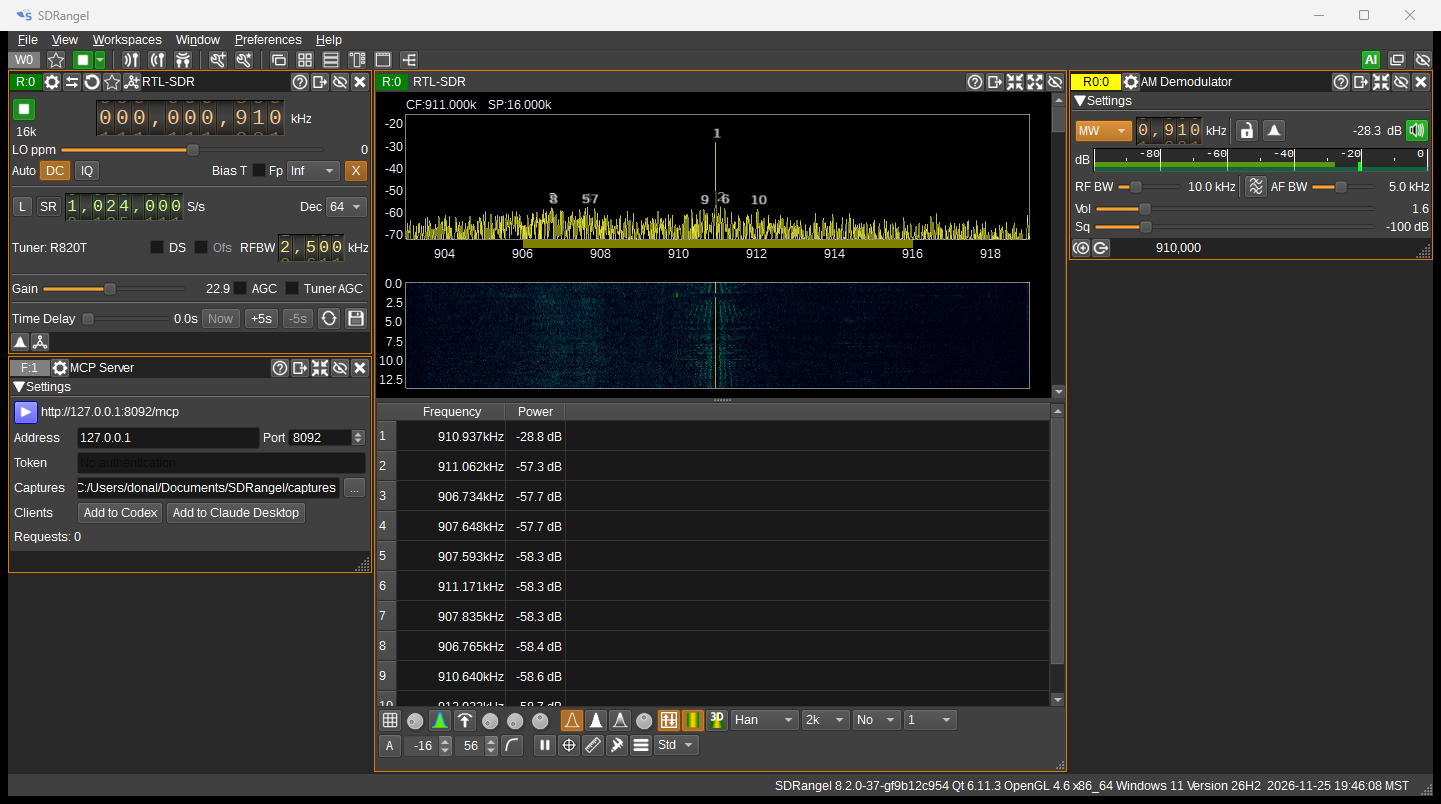 SDRangel
File View Workspaces Window Preferences Help
W0
AI
R:0 RTL-SDR
000,000,910 kHz
16k
LO ppm 0
Auto DC IQ Bias T Fp Inf X
L SR 1,024,000 S/s Dec 64
Tuner: R820T DS Ofs RFBW 2,500 kHz
Gain 22.9 AGC Tuner AGC
Time Delay 0.0s Now +5s -5s
F:1 MCP Server
Settings
http://127.0.0.1:8092/mcp
Address 127.0.0.1 Port 8092
Token No authentication
Captures C:/Users/donal/Documents/SDRangel/captures ...
Clients Add to Codex Add to Claude Desktop
Requests: 0
R:0 RTL-SDR
CF:911.000k SP:16.000k
-20
-30
-40
-50
-60
-70
1
57 9 6 10
904 906 908 910 912 914 916 918
0.0
2.5
5.0
7.5
10.0
12.5
Frequency Power
1 910.937kHz -28.8 dB
2 911.062kHz -57.3 dB
3 906.734kHz -57.7 dB
4 907.648kHz -57.7 dB
5 907.593kHz -58.3 dB
6 911.171kHz -58.3 dB
7 907.835kHz -58.3 dB
8 906.765kHz -58.4 dB
9 910.640kHz -58.6 dB
3D Han 2k No 1
A -16 56 Std
R0:0 AM Demodulator
Settings
MW 0,910 kHz -28.3 dB
dB -80 -60 -40 -20 0
RF BW 10.0 kHz AF BW 5.0 kHz
Vol 1.6
Sq -100 dB
910,000
SDRangel 8.2.0-37-gf9b12c954 Qt 6.11.3 OpenGL 4.6 x86_64 Windows 11 Version 26H2 2026-11-25 19:46:08 MST